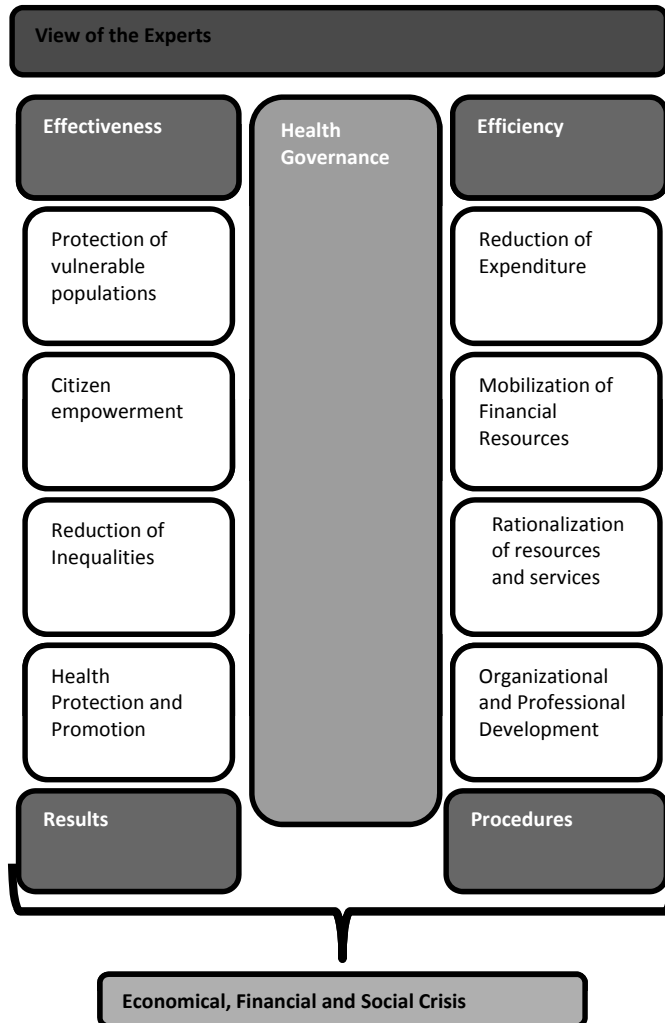 View of the Experts
Effectiveness
Health
Governance
Efficiency
Protection of
vulnerable
populations
Reduction of
Expenditure
Citizen
empowerment
Mobilization of
Financial
Resources
Reduction of
Inequalities
Rationalization
of resources
and services
Health
Protection and
Promotion
Organizational
and Professional
Development
Results
Procedures
Economical, Financial and Social Crisis